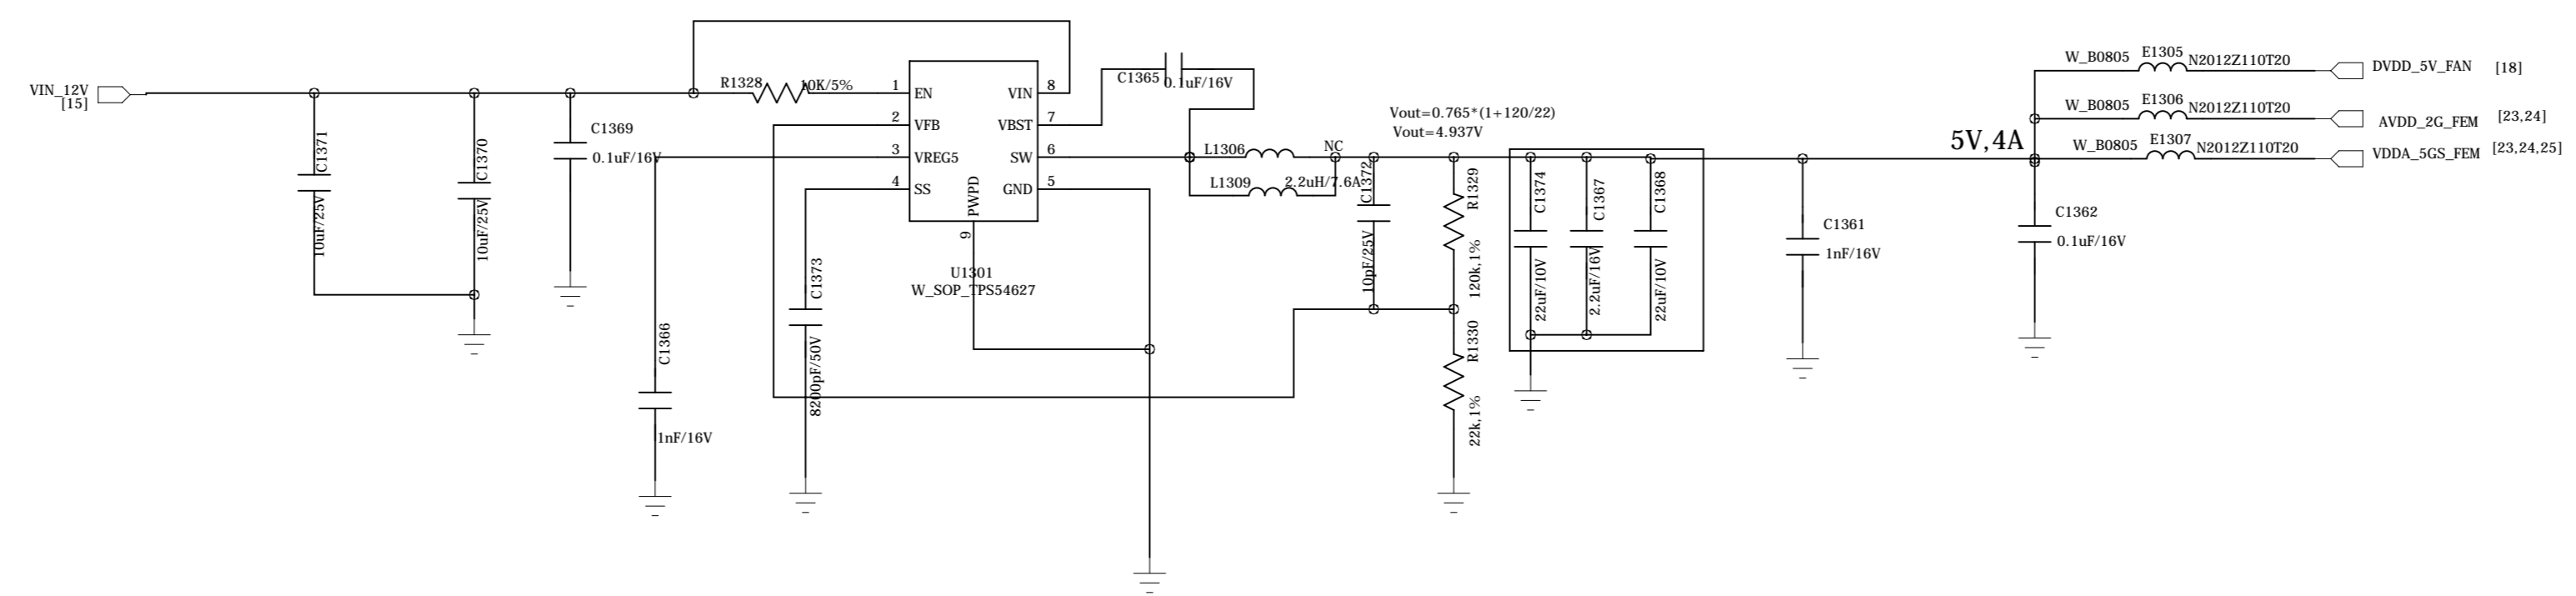 VIN_12V
[15]
C1371
10uF/25V
C1370
10uF/25V
C1369
0.1uF/16V
R1328
10K/5%
C1366
1nF/16V
C1373
8200pF/50V
1
EN
2
VFB
3
VREG5
4
SS
VIN
8
VBST
7
SW
6
GND
5
PWPD
9
U1301
W_SOP_TPS54627
C1365
0.1uF/16V
L1306
NC
L1309
2.2uH/7.6A
Vout=0.765*(1+120/22)
Vout=4.937V
C1372
10pF/25V
R1329
120k,1%
R1330
22k,1%
C1374
22uF/10V
C1367
2.2uF/16V
C1368
22uF/10V
C1361
1nF/16V
5V,4A
C1362
0.1uF/16V
W_B0805
E1305
N2012Z110T20
DVDD_5V_FAN
[18]
W_B0805
E1306
N2012Z110T20
AVDD_2G_FEM
[23,24]
W_B0805
E1307
N2012Z110T20
VDDA_5GS_FEM
[23,24,25]